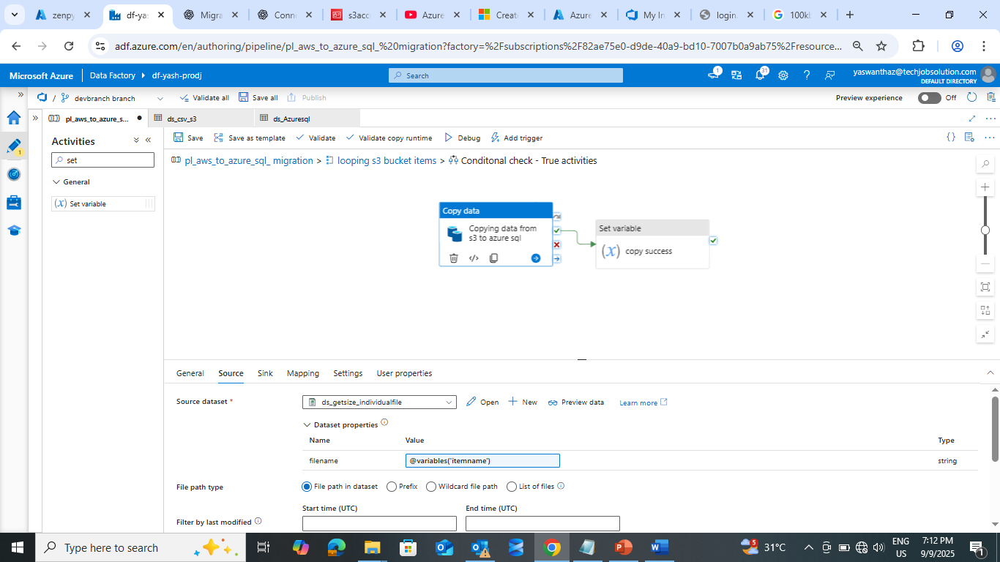 zenpy
df-yas
Migra
Conne
s3acc
Azure
Create
Azure
My In
login.
100kb
adf.azure.com/en/authoring/pipeline/pl_aws_to_azure_sql_%20migration?factory=%2Fsubscriptions%2F82ae75e0-d9de-40a9-bd10-7007b0a9ab75%2Fresource...
Microsoft Azure
Data Factory
df-yash-prodj
Search
1
31
yaswanthaz@techjobsolution.com
DEFAULT DIRECTORY
/ devbranch branch
Validate all
Save all
Publish
Preview experience
Off
pl_aws_to_azure_s...
ds_csv_s3
ds_Azuresql
1
Activities
set
General
(x) Set variable
Save
Save as template
Validate
Validate copy runtime
Debug
Add trigger
pl_aws_to_azure_sql_ migration > looping s3 bucket items > Conditonal check - True activities
Copy data
Copying data from
s3 to azure sql
Set variable
(x) copy success
General
Source
Sink
Mapping
Settings
User properties
Source dataset *
ds_getsize_individualfile
Open
New
Preview data
Learn more
Dataset properties
Name
Value
Type
filename
@variables('itemname')
string
File path type
File path in dataset
Prefix
Wildcard file path
List of files
Start time (UTC)
End time (UTC)
Filter by last modified
Type here to search
5
31°C
ENG
US
7:12 PM
9/9/2025
1